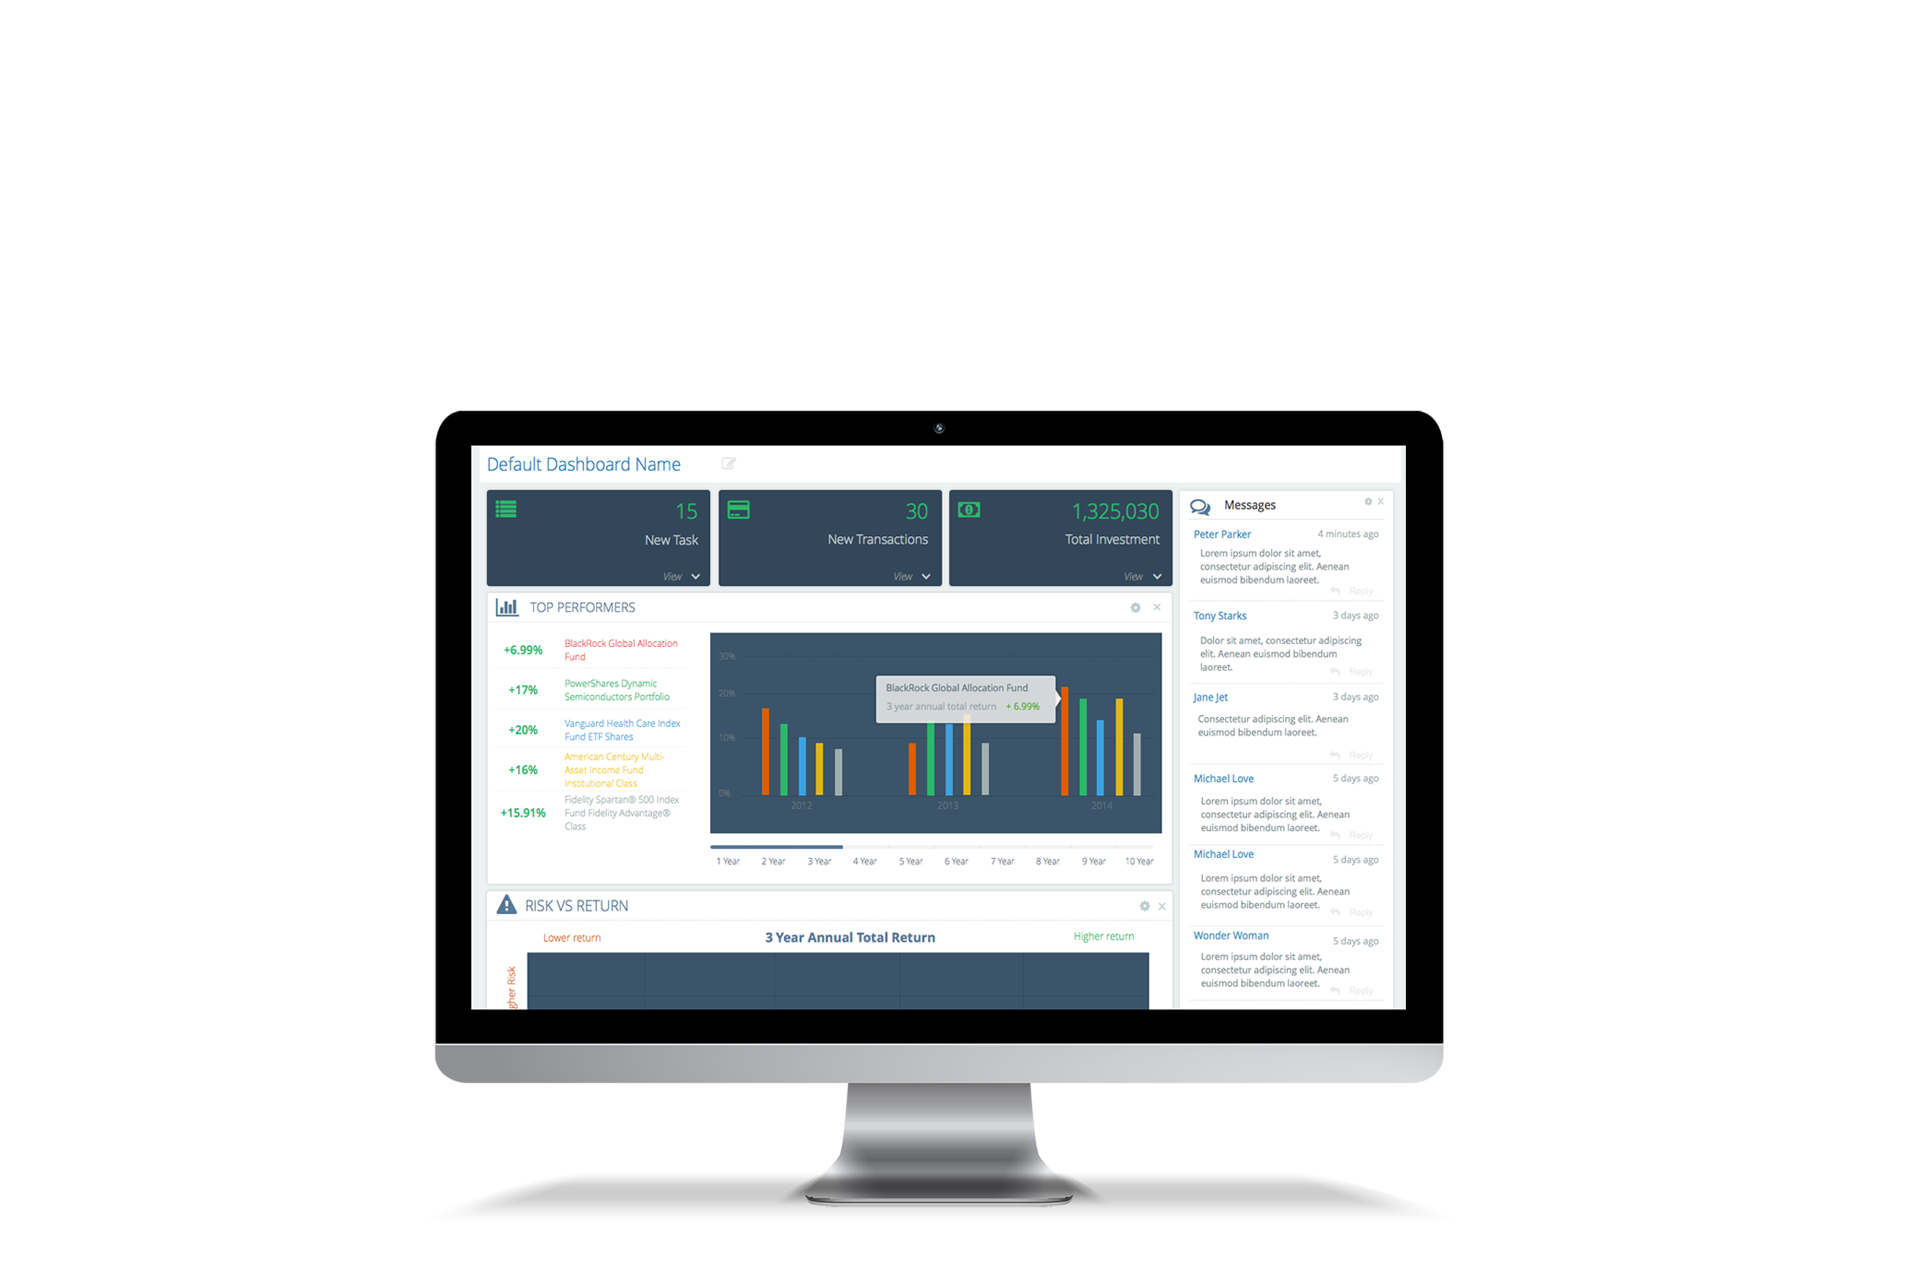 Default Dashboard Name
15
New Task
View
30
New Transactions
View
1,325,030
Total Investment
View
TOP PERFORMERS
+6.99%
BlackRock Global Allocation
Fund
+17%
PowerShares Dynamic
Semiconductors Portfolio
+20%
Vanguard Health Care Index
Fund ETF Shares
+16%
American Century Multi-
Asset Income Fund
Institutional Class
+15.91%
Fidelity Spartan® 500 Index
Fund Fidelity Advantage®
Class
30%
20%
10%
0%
BlackRock Global Allocation Fund
3 year annual total return + 6.99%
2012
2013
2014
1 Year 2 Year 3 Year 4 Year 5 Year 6 Year 7 Year 8 Year 9 Year 10 Year
RISK VS RETURN
Lower return
3 Year Annual Total Return
Higher return
gher Risk
Messages
Peter Parker 4 minutes ago
Lorem ipsum dolor sit amet,
consectetur adipiscing elit. Aenean
euismod bibendum laoreet.
Reply
Tony Starks 3 days ago
Dolor sit amet, consectetur adipiscing
elit. Aenean euismod bibendum
laoreet.
Reply
Jane Jet 3 days ago
Consectetur adipiscing elit. Aenean
euismod bibendum laoreet.
Reply
Michael Love 5 days ago
Lorem ipsum dolor sit amet,
consectetur adipiscing elit. Aenean
euismod bibendum laoreet.
Reply
Michael Love 5 days ago
Lorem ipsum dolor sit amet,
consectetur adipiscing elit. Aenean
euismod bibendum laoreet.
Reply
Wonder Woman 5 days ago
Lorem ipsum dolor sit amet,
consectetur adipiscing elit. Aenean
euismod bibendum laoreet.
Reply